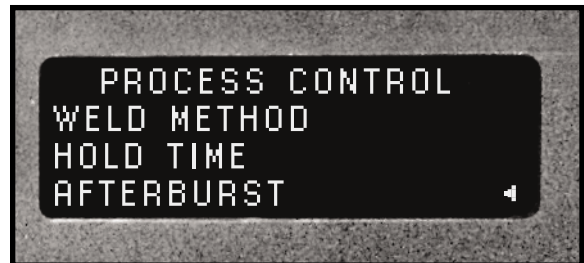 PROCESS CONTROL
WELD METHOD
HOLD TIME
AFTERBURST